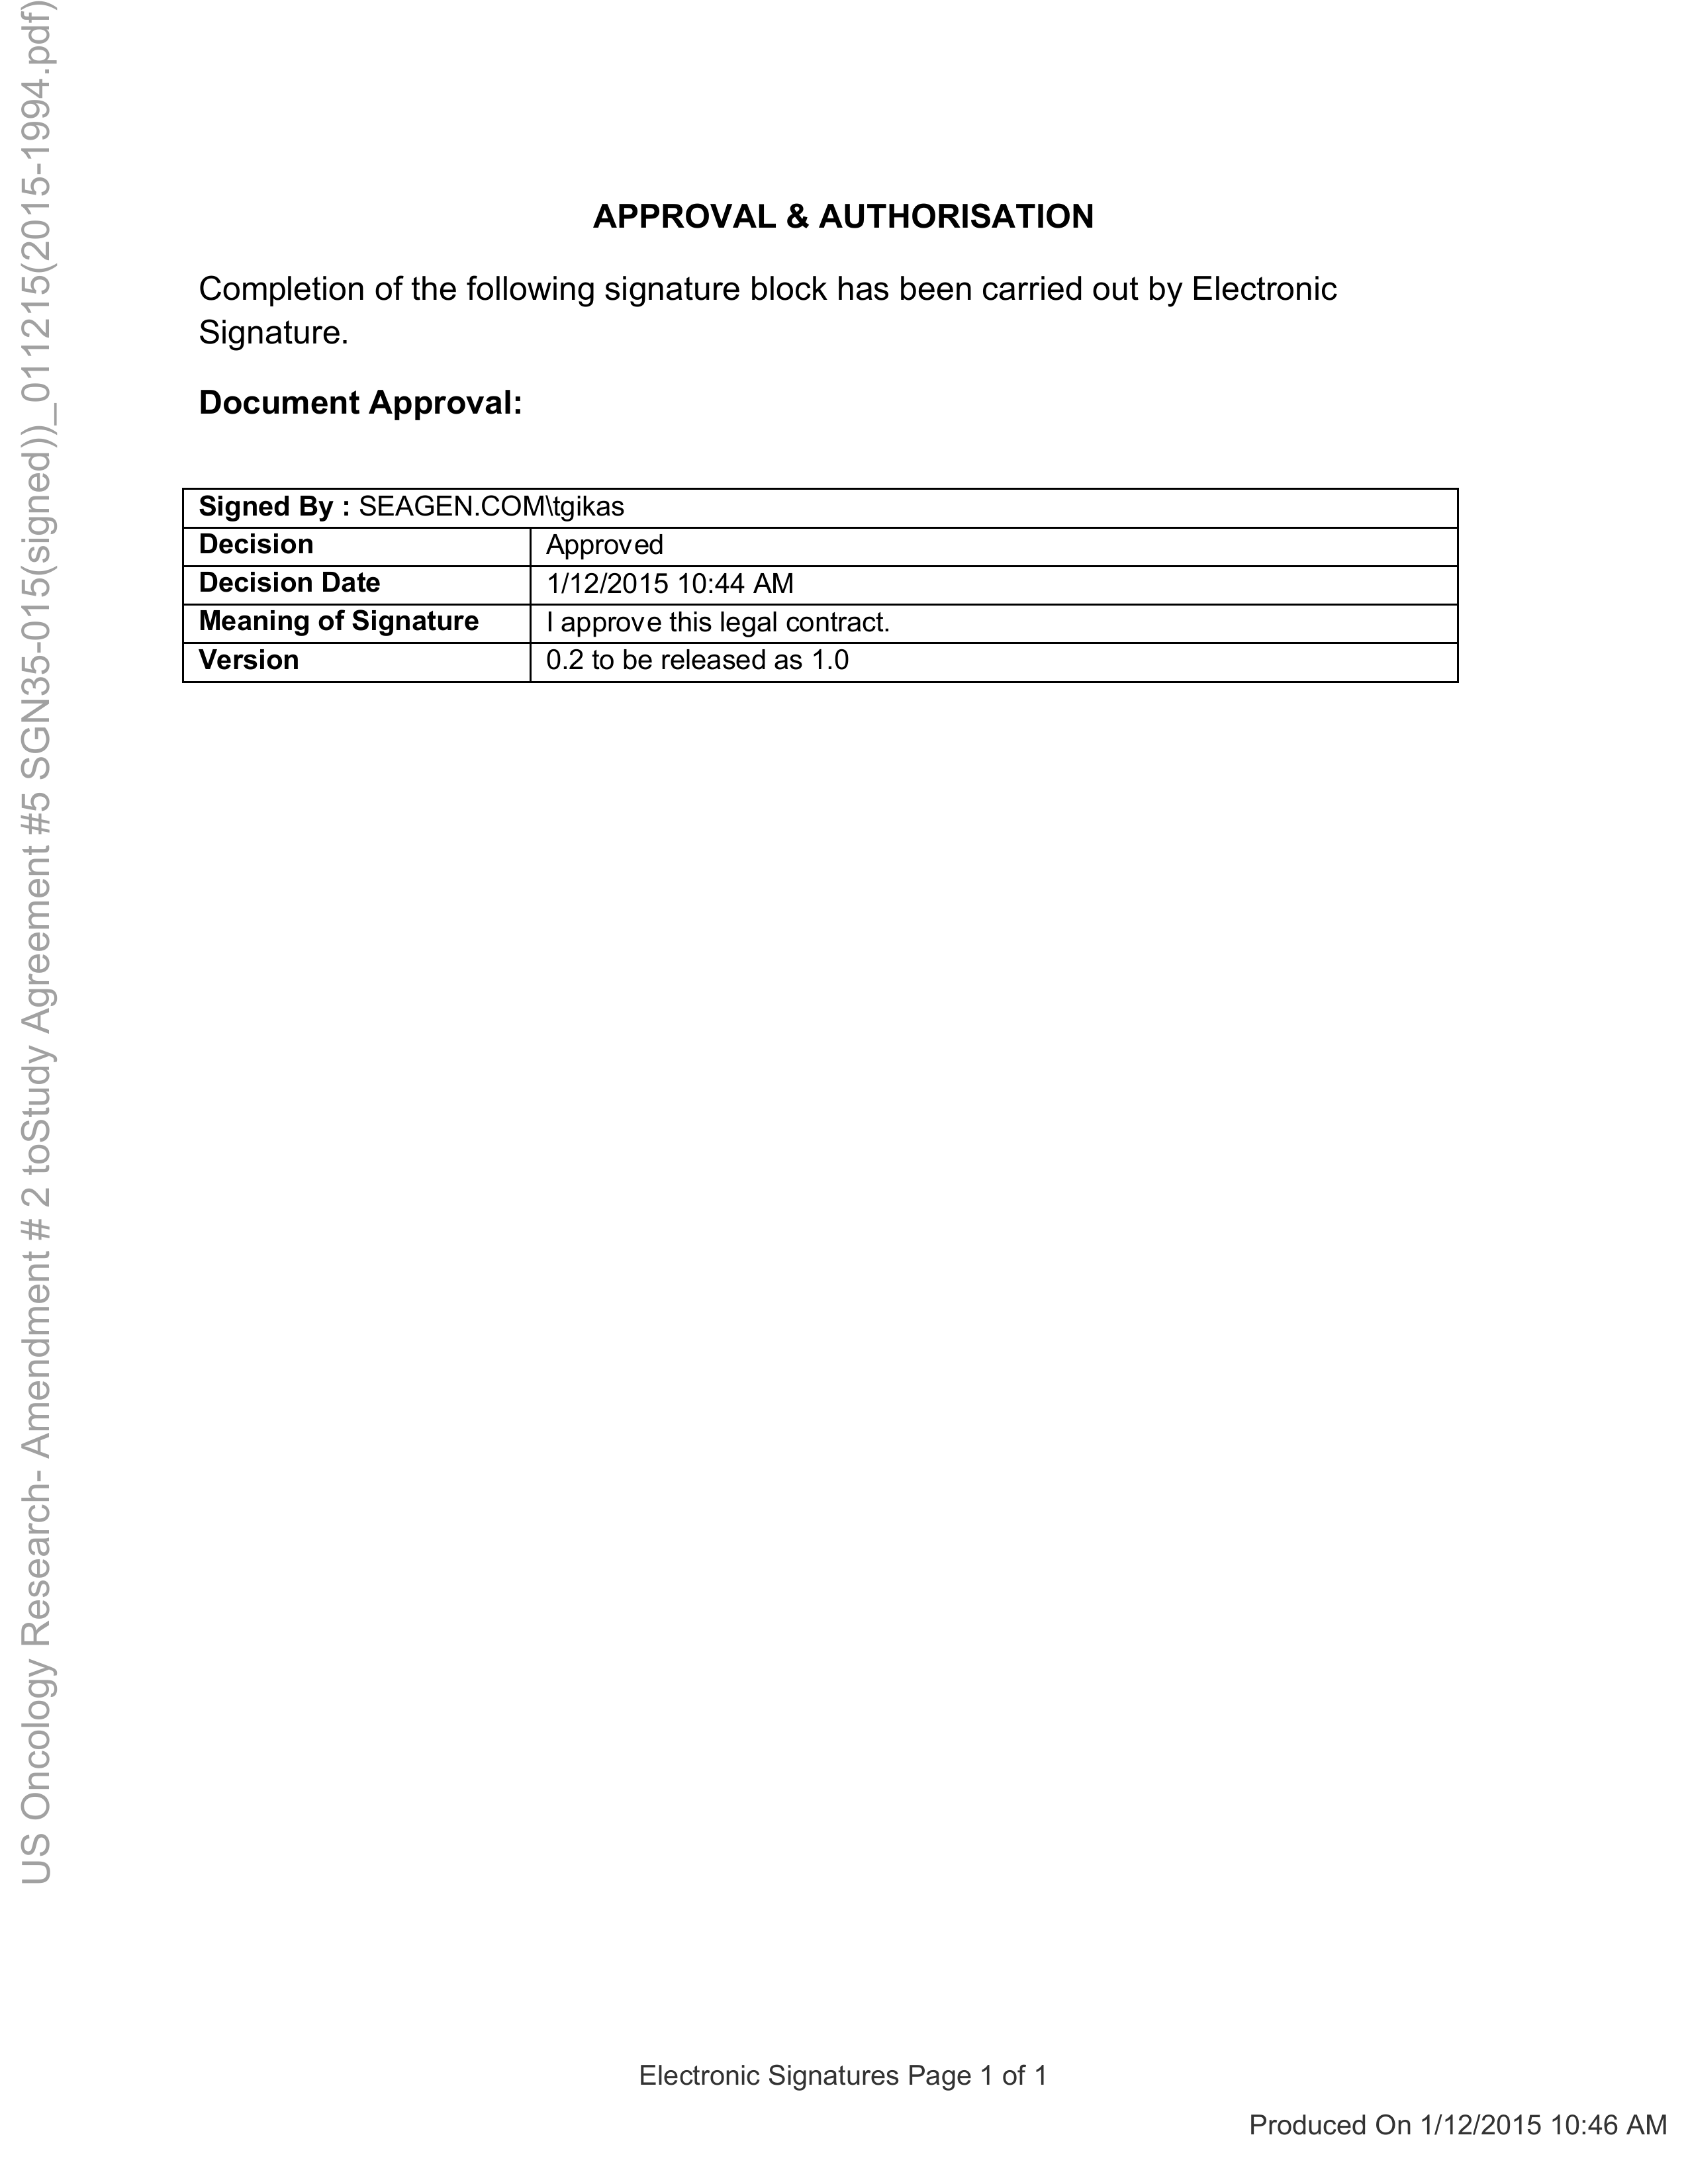 US Oncology Research- Amendment # 2 toStudy Agreement #5 SGN35-015(signed))_011215(2015-1994.pdf)
APPROVAL & AUTHORISATION
Completion of the following signature block has been carried out by Electronic
Signature.
Document Approval:
Signed By : SEAGEN.COM\tgikas
Decision Approved
Decision Date 1/12/2015 10:44 AM
Meaning of Signature I approve this legal contract.
Version 0.2 to be released as 1.0
Electronic Signatures Page 1 of 1
Produced On 1/12/2015 10:46 AM